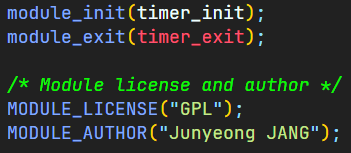 module_init(timer_init);
module_exit(timer_exit);
/* Module license and author */
MODULE_LICENSE("GPL");
MODULE_AUTHOR("Junyeong JANG");